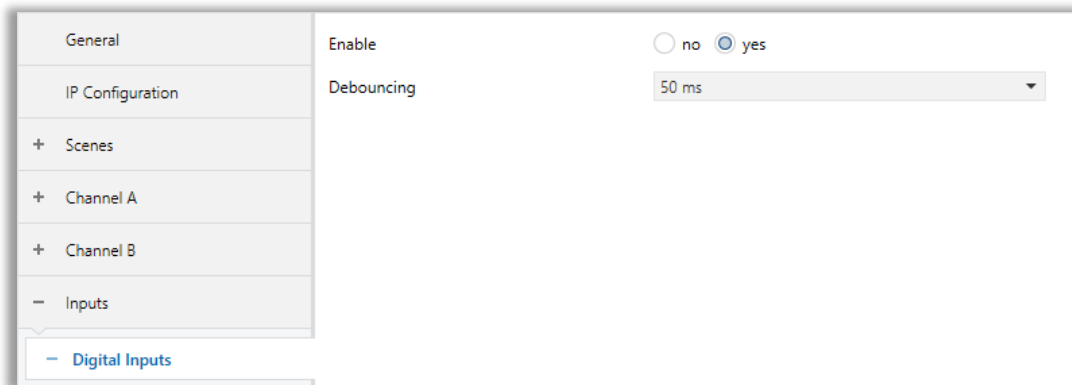 General
IP Configuration
+ Scenes
+ Channel A
+ Channel B
− Inputs
− Digital Inputs
Enable no yes
Debouncing 50 ms